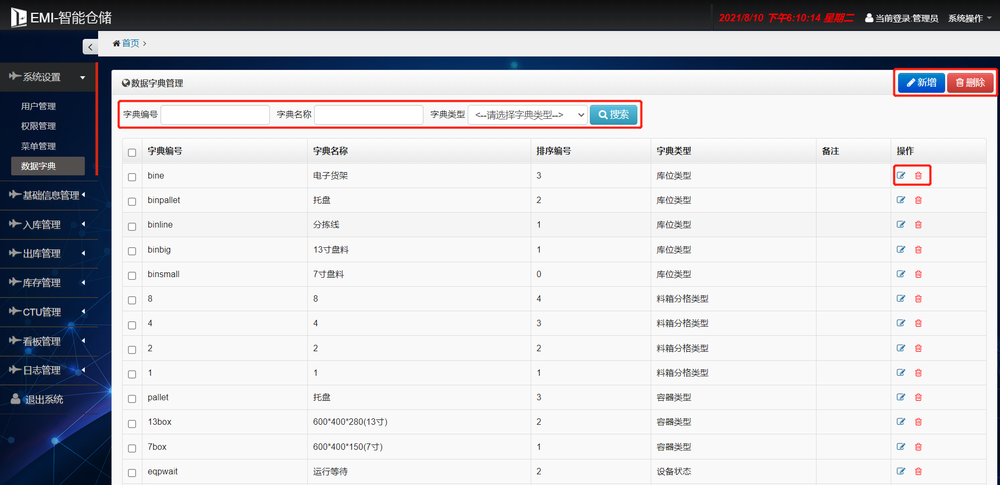 EMI-智能仓储
2021/8/10 下午6:10:14 星期二 当前登录:管理员 系统操作
首页
系统设置
用户管理
权限管理
菜单管理
数据字典
基础信息管理
入库管理
出库管理
库存管理
CTU管理
看板管理
日志管理
退出系统
数据字典管理 新增 删除
字典编号 字典名称 字典类型 <--请选择字典类型--> 搜索
字典编号 字典名称 排序编号 字典类型 备注 操作
bine 电子货架 3 库位类型
binpallet 托盘 2 库位类型
binline 分拣线 1 库位类型
binbig 13寸盘料 1 库位类型
binsmall 7寸盘料 0 库位类型
8 8 4 料箱分格类型
4 4 3 料箱分格类型
2 2 2 料箱分格类型
1 1 1 料箱分格类型
pallet 托盘 3 容器类型
13box 600*400*280(13寸) 2 容器类型
7box 600*400*150(7寸) 1 容器类型
eqpwait 运行等待 2 设备状态